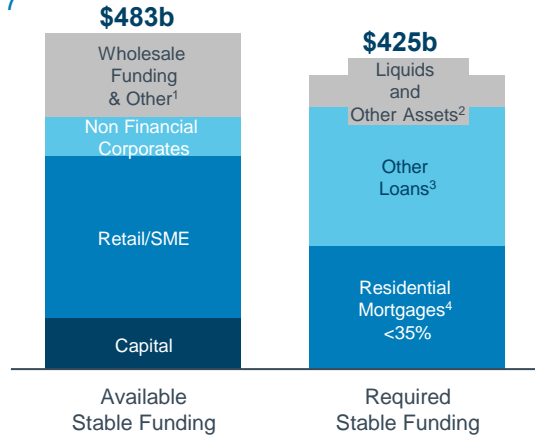 7
$483b
Wholesale
Funding
& Other¹
Non Financial
Corporates
Retail/SME
Capital
$425b
Liquids
and
Other Assets²
Other
Loans³
Residential
Mortgages⁴
<35%
Available
Stable Funding
Required
Stable Funding